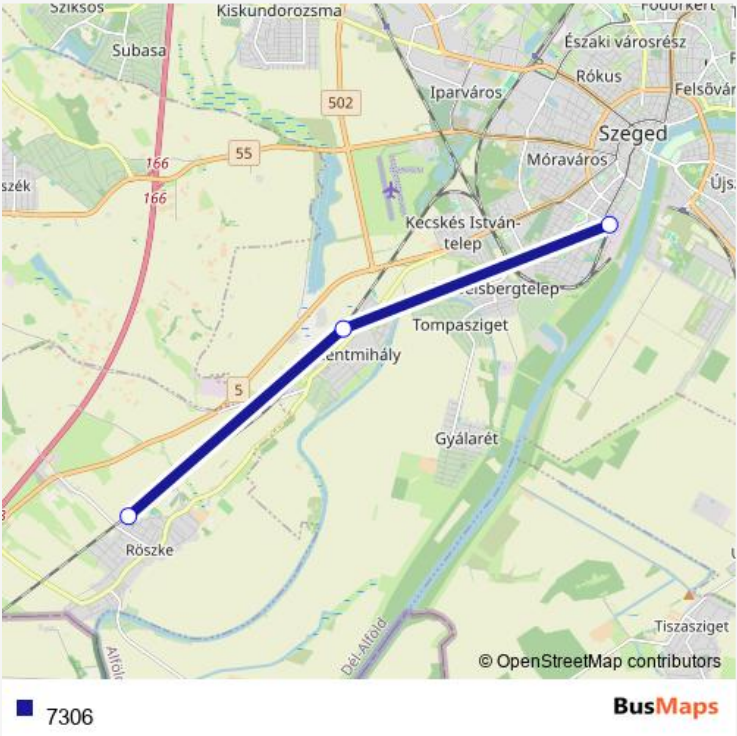 Sziksós
Kiskundorozsma
Subasa
Fodorkert
Északi városrész
Rókus
Iparváros
Felsővár
502
Szeged
55
Móraváros
166
166
szék
Újs
Kecskés István-
telep
eisbergtelep
Tompasziget
entmihály
5
Gyálarét
Röszke
Tiszasziget
Alföl
Dél-Alföld
© OpenStreetMap contributors
7306
BusMaps